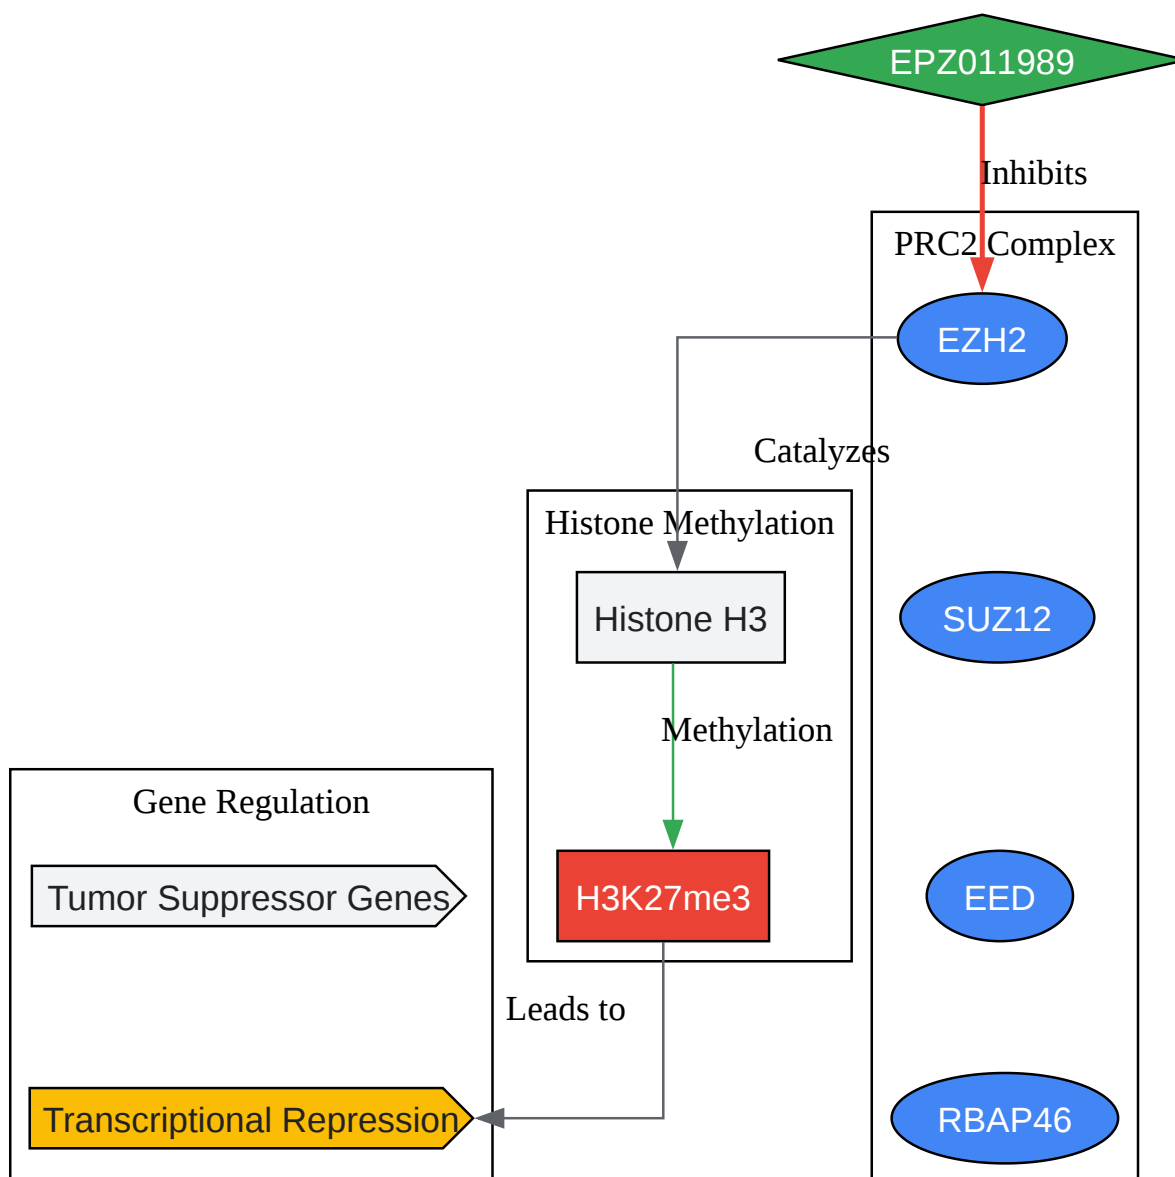 EPZ011989
Inhibits
PRC2 Complex
EZH2
Catalyzes
Histone Methylation
Histone H3
SUZ12
Methylation
Gene Regulation
Tumor Suppressor Genes
H3K27me3
EED
Leads to
Transcriptional Repression
RBAP46